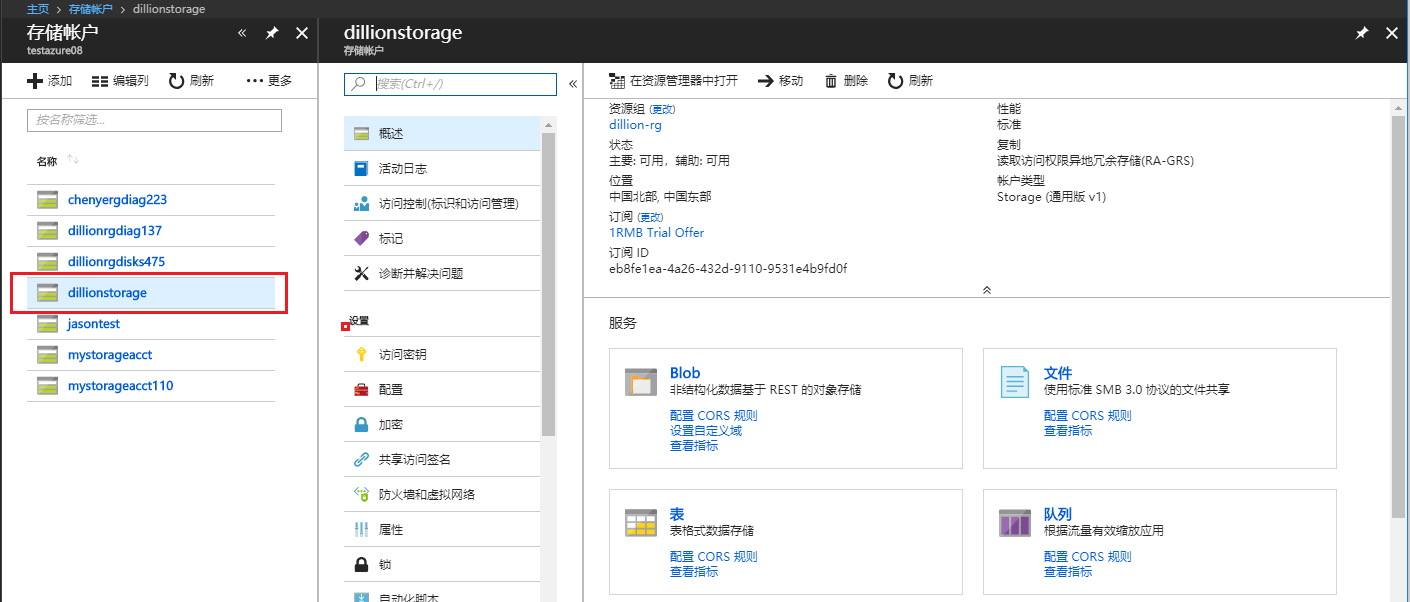 主页 > 存储帐户 > dillionstorage
存储帐户
testazure08
添加 编辑列 刷新 更多
按名称筛选...
名称
chenyergdiag223
dillionrgdiag137
dillionrgdisks475
dillionstorage
jasontest
mystorageacct
mystorageacct110
dillionstorage
存储帐户
搜索(Ctrl+/)
概述
活动日志
访问控制(标识和访问管理)
标记
诊断并解决问题
设置
访问密钥
配置
加密
共享访问签名
防火墙和虚拟网络
属性
锁
自动化脚本
在资源管理器中打开 移动 删除 刷新
资源组 (更改)
dillion-rg
状态
主要: 可用，辅助: 可用
位置
中国北部, 中国东部
订阅 (更改)
1RMB Trial Offer
订阅 ID
eb8fe1ea-4a26-432d-9110-9531e4b9fd0f
性能
标准
复制
读取访问权限异地冗余存储(RA-GRS)
帐户类型
Storage (通用版 v1)
服务
Blob
非结构化数据基于 REST 的对象存储
配置 CORS 规则
设置自定义域
查看指标
文件
使用标准 SMB 3.0 协议的文件共享
配置 CORS 规则
查看指标
表
表格式数据存储
配置 CORS 规则
查看指标
队列
根据流量有效缩放应用
配置 CORS 规则
查看指标